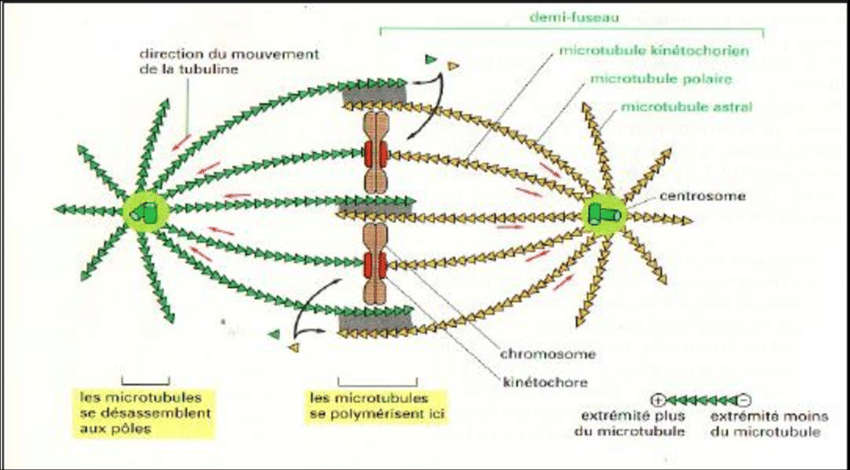 demi-fuseau
direction du mouvement
de la tubuline
microtubule kinétochorien
microtubule polaire
microtubule astral
centrosome
chromosome
kinétochore
les microtubules
se désassemblent
aux pôles
les microtubules
se polymérisent ici
+ −
extrémité plus
du microtubule
extrémité moins
du microtubule